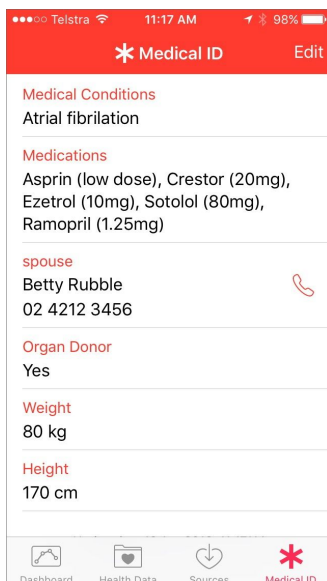 Telstra 11:17 AM 98%
Medical ID Edit
Medical Conditions
Atrial fibrilation
Medications
Asprin (low dose), Crestor (20mg),
Ezetrol (10mg), Sotolol (80mg),
Ramopril (1.25mg)
spouse
Betty Rubble
02 4212 3456
Organ Donor
Yes
Weight
80 kg
Height
170 cm
Dashboard Health Data Sources Medical ID